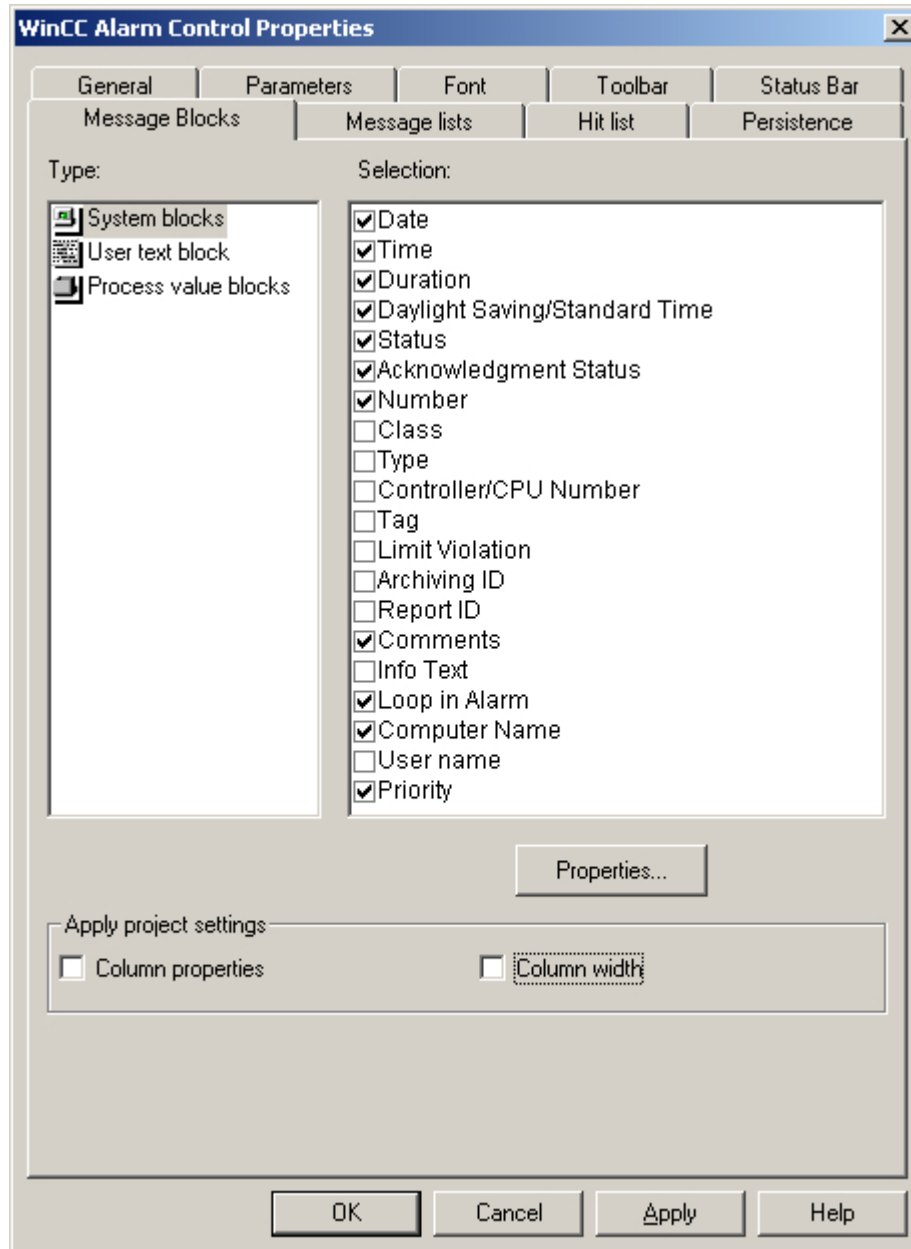 WinCC Alarm Control Properties
General Parameters Font Toolbar Status Bar
Message Blocks Message lists Hit list Persistence
Type:
System blocks
User text block
Process value blocks
Selection:
Date
Time
Duration
Daylight Saving/Standard Time
Status
Acknowledgment Status
Number
Class
Type
Controller/CPU Number
Tag
Limit Violation
Archiving ID
Report ID
Comments
Info Text
Loop in Alarm
Computer Name
User name
Priority
Properties...
Apply project settings
Column properties Column width
OK Cancel Apply Help